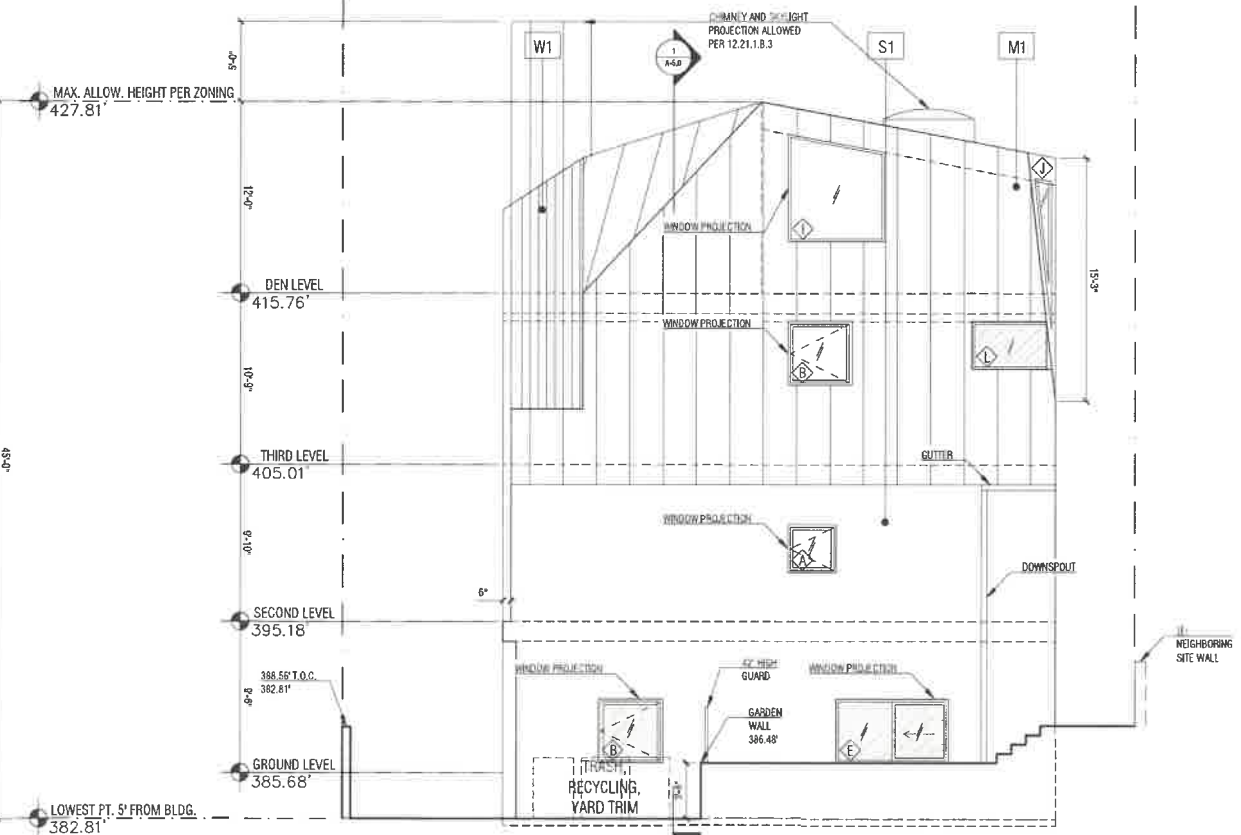 CHIMNEY AND SKYLIGHT
PROJECTION ALLOWED
PER 12.21.1.B.3
W1
1
A-6.0
S1
M1
5'-0"
MAX. ALLOW. HEIGHT PER ZONING
427.81'
J
12'-0"
WINDOW PROJECTION
I
DEN LEVEL
415.76'
15'-3"
WINDOW PROJECTION
B
L
10'-9"
45'-0"
THIRD LEVEL
405.01'
GUTTER
WINDOW PROJECTION
A
9'-10"
DOWNSPOUT
6"
SECOND LEVEL
395.18'
NEIGHBORING
SITE WALL
WINDOW PROJECTION
42" HIGH
GUARD
WINDOW PROJECTION
388.56' T.O.C.
382.81'
9'-6"
GARDEN
WALL
386.48'
B
E
GROUND LEVEL
385.68'
TRASH,
RECYCLING,
YARD TRIM
LOWEST PT. 5' FROM BLDG.
382.81'